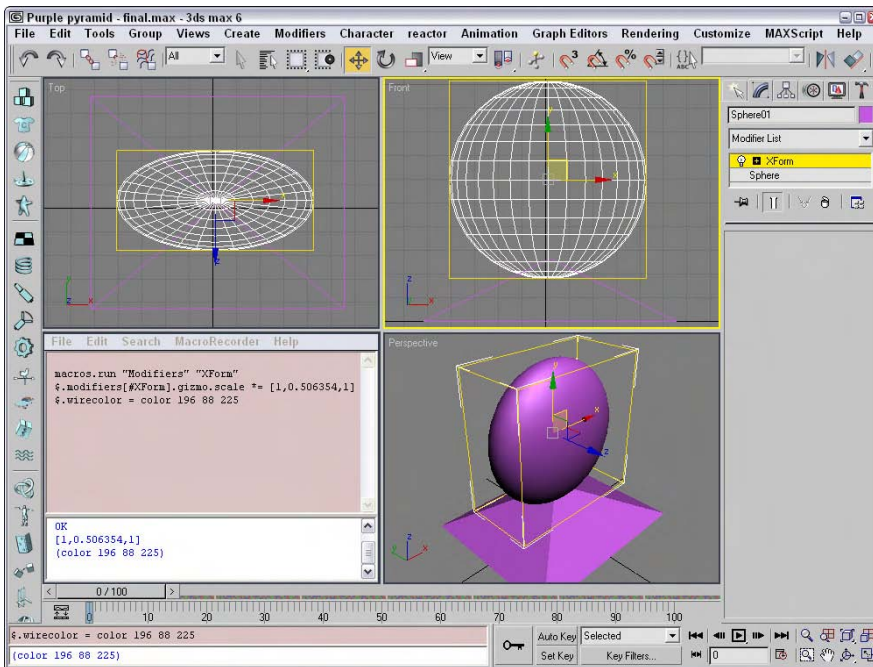 Purple pyramid - final.max - 3ds max 6
File Edit Tools Group Views Create Modifiers Character reactor Animation Graph Editors Rendering Customize MAXScript Help
All
View
Top
Front
Sphere01
Modifier List
XForm
Sphere
y
x
z
y
z
x
y
x
z
x
File Edit Search MacroRecorder Help
macros.run "Modifiers" "XForm"
$.modifiers[#XForm].gizmo.scale *= [1,0.506354,1]
$.wirecolor = color 196 88 225
OK
[1,0.506354,1]
(color 196 88 225)
Perspective
y
x
z
z
y
x
0 / 100
0 10 20 30 40 50 60 70 80 90 100
$.wirecolor = color 196 88 225
(color 196 88 225)
Auto Key
Selected
Set Key
Key Filters...
0